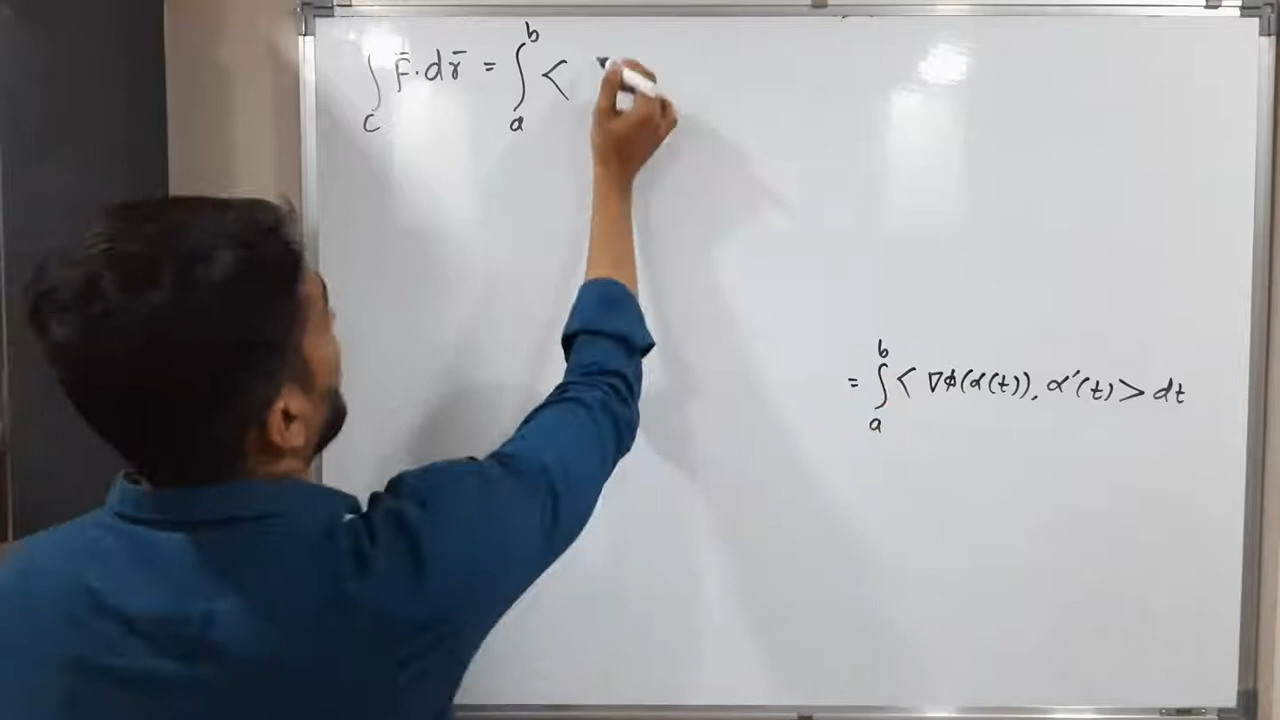 ∫_C F̄·dr̄ = ∫_a^b <
= ∫_a^b < ∇ϕ(α(t)), α′(t) > dt